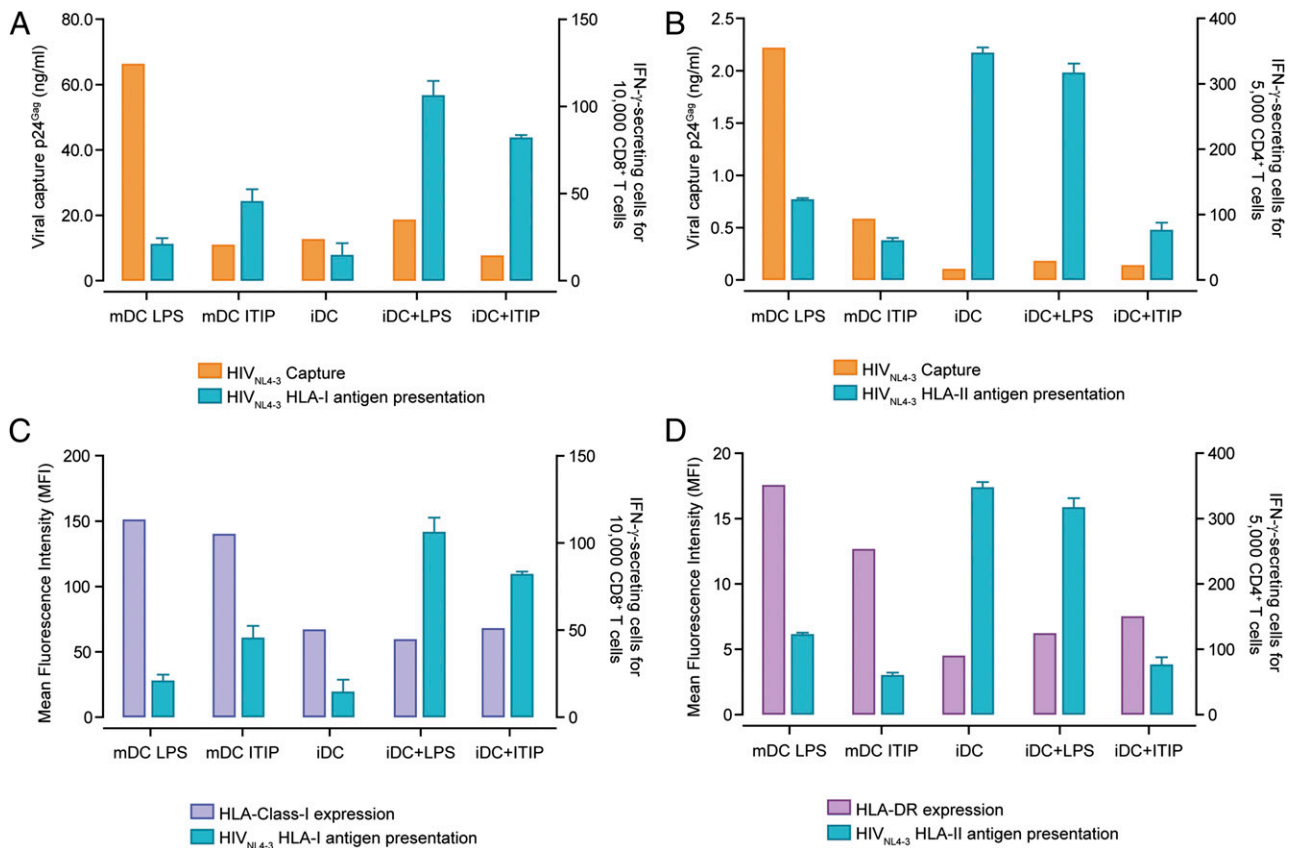 A
Viral capture p24Gag (ng/ml)
80.0
60.0
40.0
20.0
0.0
150
100
50
0
IFN-γ-secreting cells for
10,000 CD8+ T cells
mDC LPS
mDC ITIP
iDC
iDC+LPS
iDC+ITIP
HIVNL4-3 Capture
HIVNL4-3 HLA-I antigen presentation
B
Viral capture p24Gag (ng/ml)
2.5
2.0
1.5
1.0
0.5
0
400
300
200
100
0
IFN-γ-secreting cells for
5,000 CD4+ T cells
mDC LPS
mDC ITIP
iDC
iDC+LPS
iDC+ITIP
HIVNL4-3 Capture
HIVNL4-3 HLA-II antigen presentation
C
Mean Fluorescence Intensity (MFI)
200
150
100
50
0
150
100
50
0
IFN-γ-secreting cells for
10,000 CD8+ T cells
mDC LPS
mDC ITIP
iDC
iDC+LPS
iDC+ITIP
HLA-Class-I expression
HIVNL4-3 HLA-I antigen presentation
D
Mean Fluorescence Intensity (MFI)
20
15
10
5
0
400
300
200
100
0
IFN-γ-secreting cells for
5,000 CD4+ T cells
mDC LPS
mDC ITIP
iDC
iDC+LPS
iDC+ITIP
HLA-DR expression
HIVNL4-3 HLA-II antigen presentation